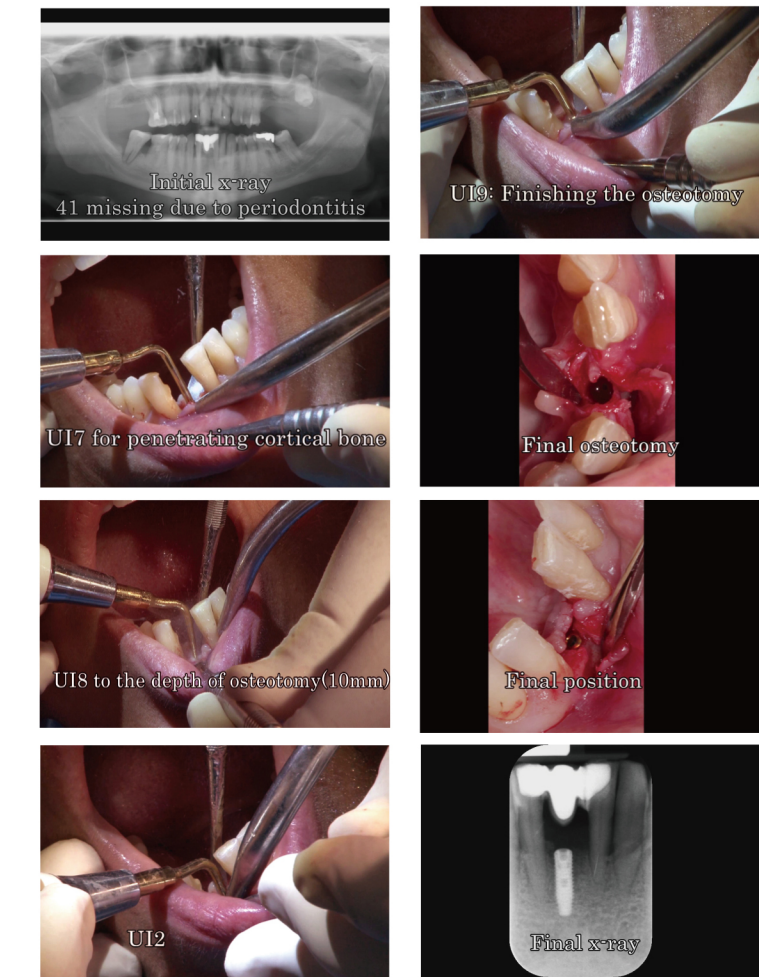 Initial x-ray
41 missing due to periodontitis
UI7 for penetrating cortical bone
UI8 to the depth of osteotomy(10mm)
UI2
UI9: Finishing the osteotomy
Final osteotomy
Final position
Final x-ray